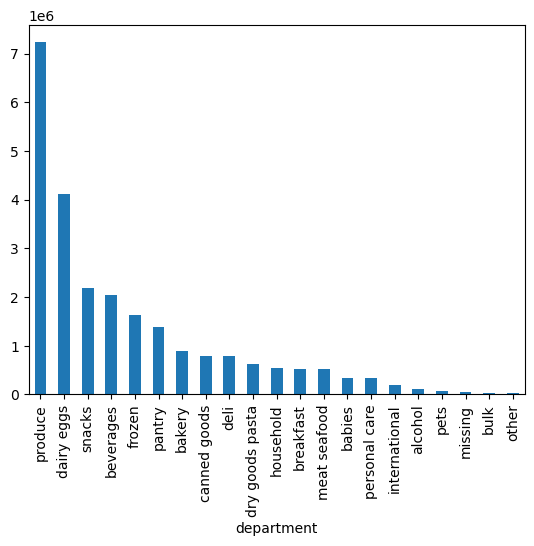 1e6
7
6
5
4
3
2
1
0
produce
dairy eggs
snacks
beverages
frozen
pantry
bakery
canned goods
deli
dry goods pasta
household
breakfast
meat seafood
babies
personal care
international
alcohol
pets
missing
bulk
other
department